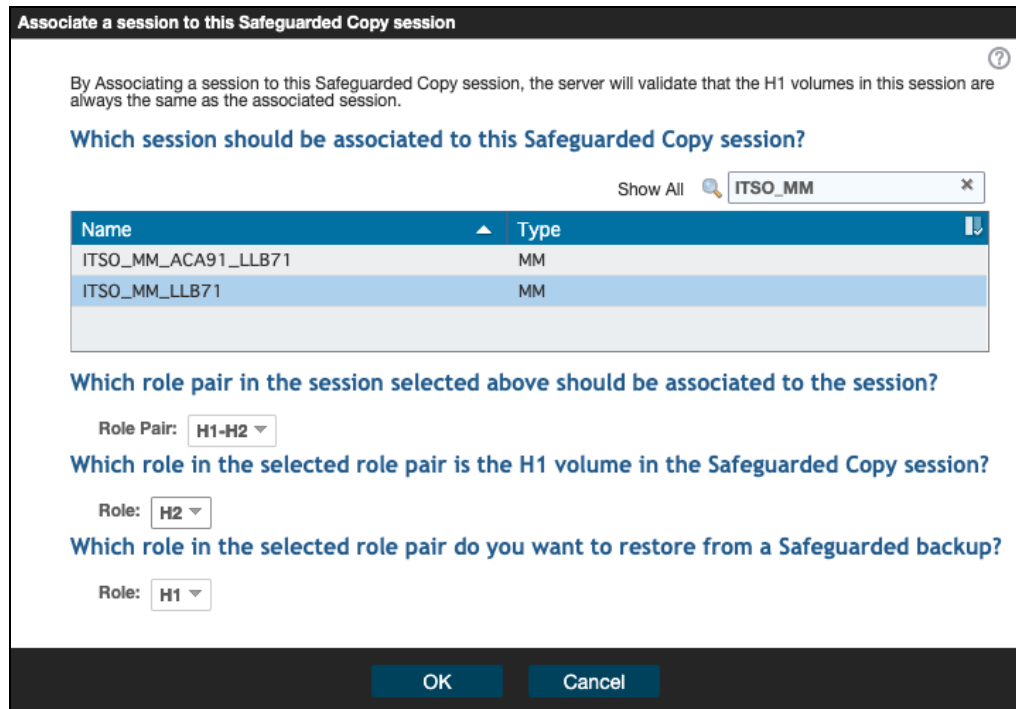 Associate a session to this Safeguarded Copy session
?
By Associating a session to this Safeguarded Copy session, the server will validate that the H1 volumes in this session are
always the same as the associated session.
Which session should be associated to this Safeguarded Copy session?
Show All ITSO_MM ×
Name Type
ITSO_MM_ACA91_LLB71 MM
ITSO_MM_LLB71 MM
Which role pair in the session selected above should be associated to the session?
Role Pair: H1-H2
Which role in the selected role pair is the H1 volume in the Safeguarded Copy session?
Role: H2
Which role in the selected role pair do you want to restore from a Safeguarded backup?
Role: H1
OK Cancel